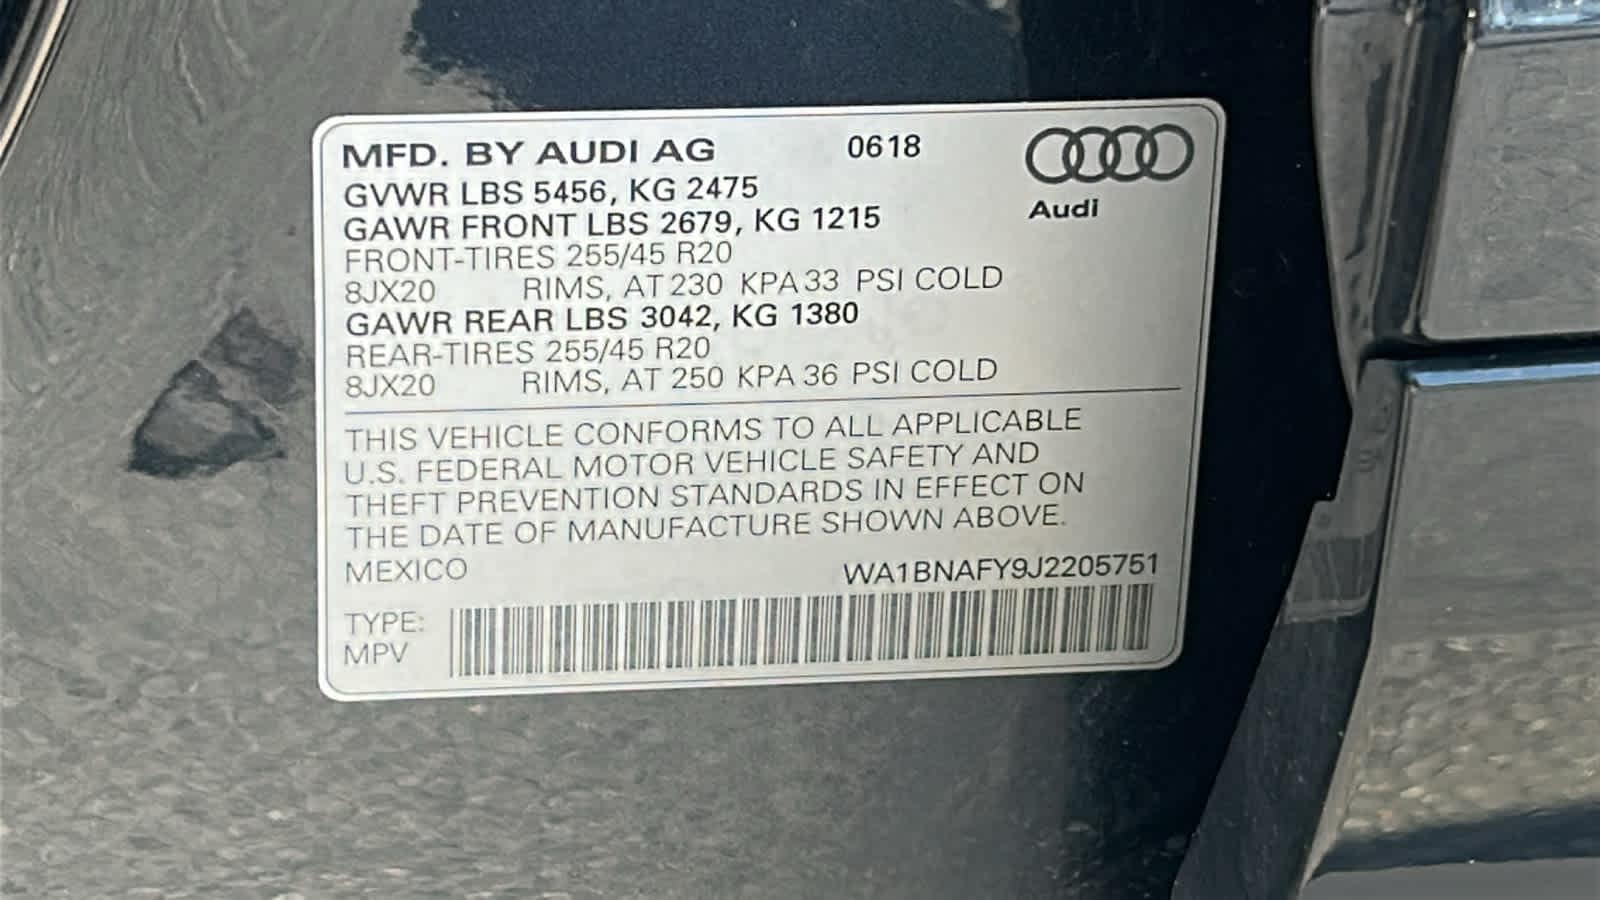 MFD. BY AUDI AG 0618
Audi
GVWR LBS 5456, KG 2475
GAWR FRONT LBS 2679, KG 1215
FRONT-TIRES 255/45 R20
8JX20 RIMS, AT 230 KPA 33 PSI COLD
GAWR REAR LBS 3042, KG 1380
REAR-TIRES 255/45 R20
8JX20 RIMS, AT 250 KPA 36 PSI COLD
THIS VEHICLE CONFORMS TO ALL APPLICABLE
U.S. FEDERAL MOTOR VEHICLE SAFETY AND
THEFT PREVENTION STANDARDS IN EFFECT ON
THE DATE OF MANUFACTURE SHOWN ABOVE.
MEXICO WA1BNAFY9J2205751
TYPE:
MPV